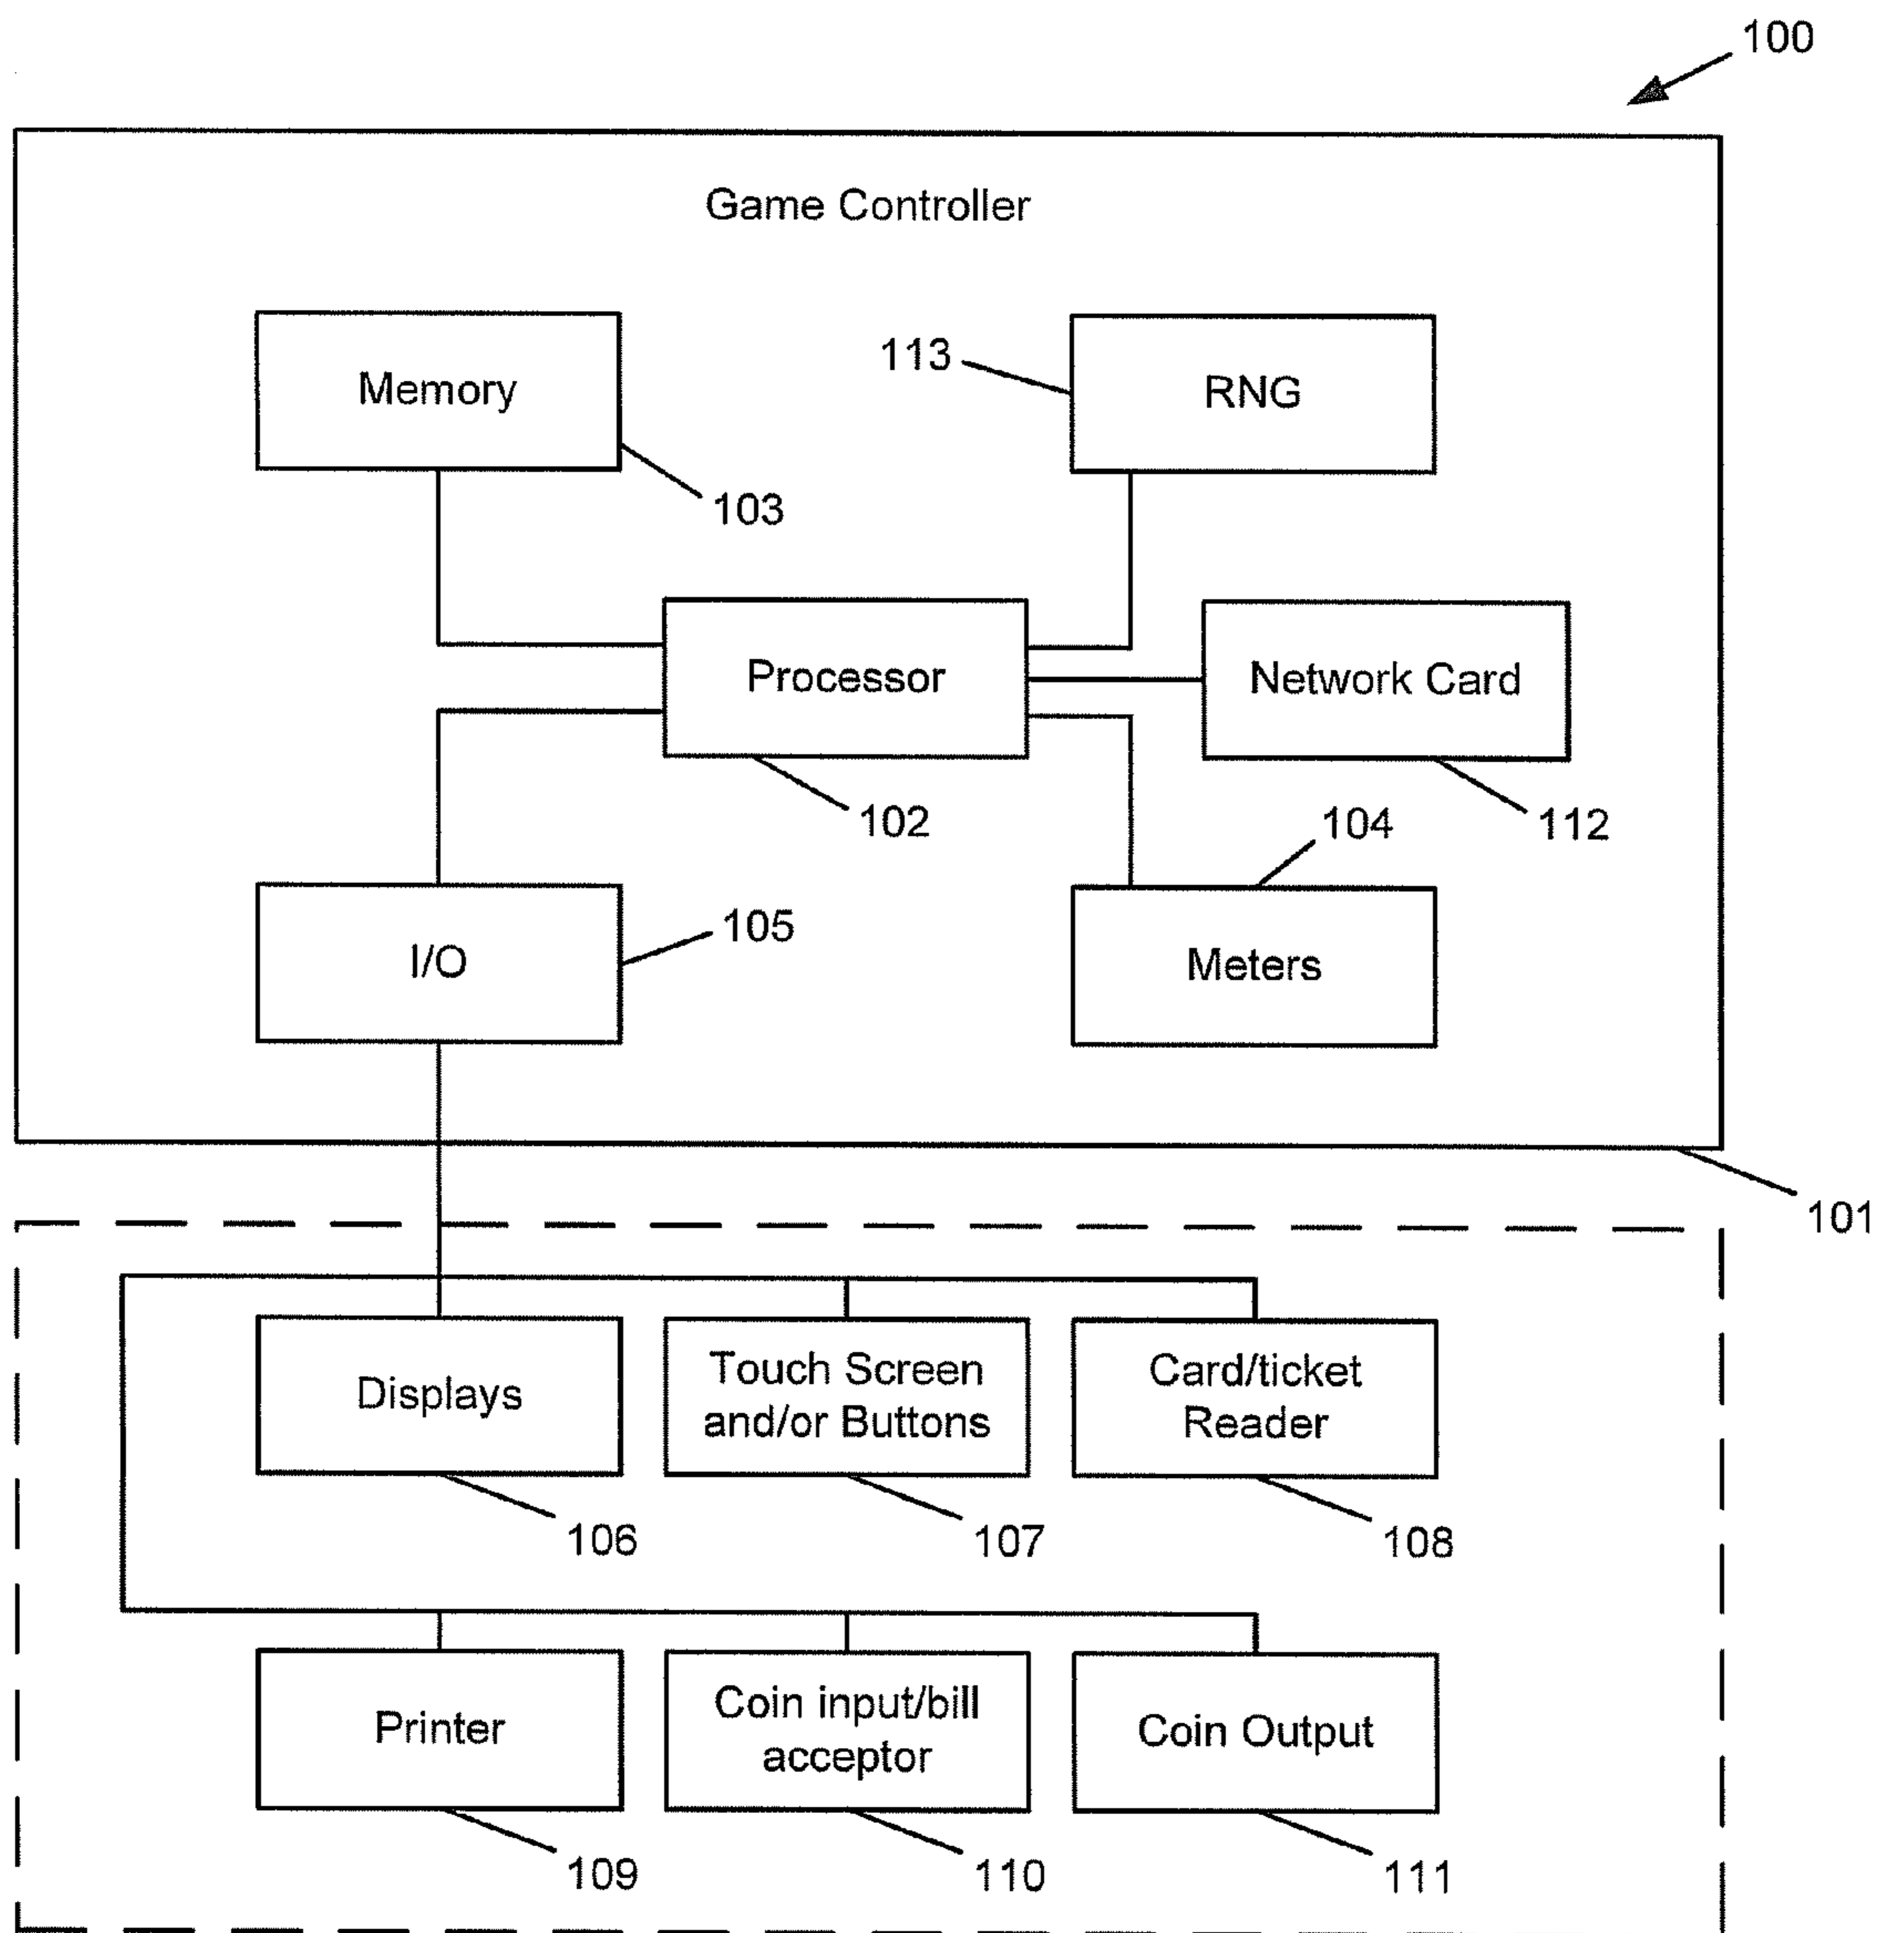 100
Game Controller
Memory
113
RNG
103
Processor
Network Card
102
104
112
I/O
105
Meters
101
Displays
Touch Screen
and/or Buttons
Card/ticket
Reader
106
107
108
Printer
Coin input/bill
acceptor
Coin Output
109
110
111